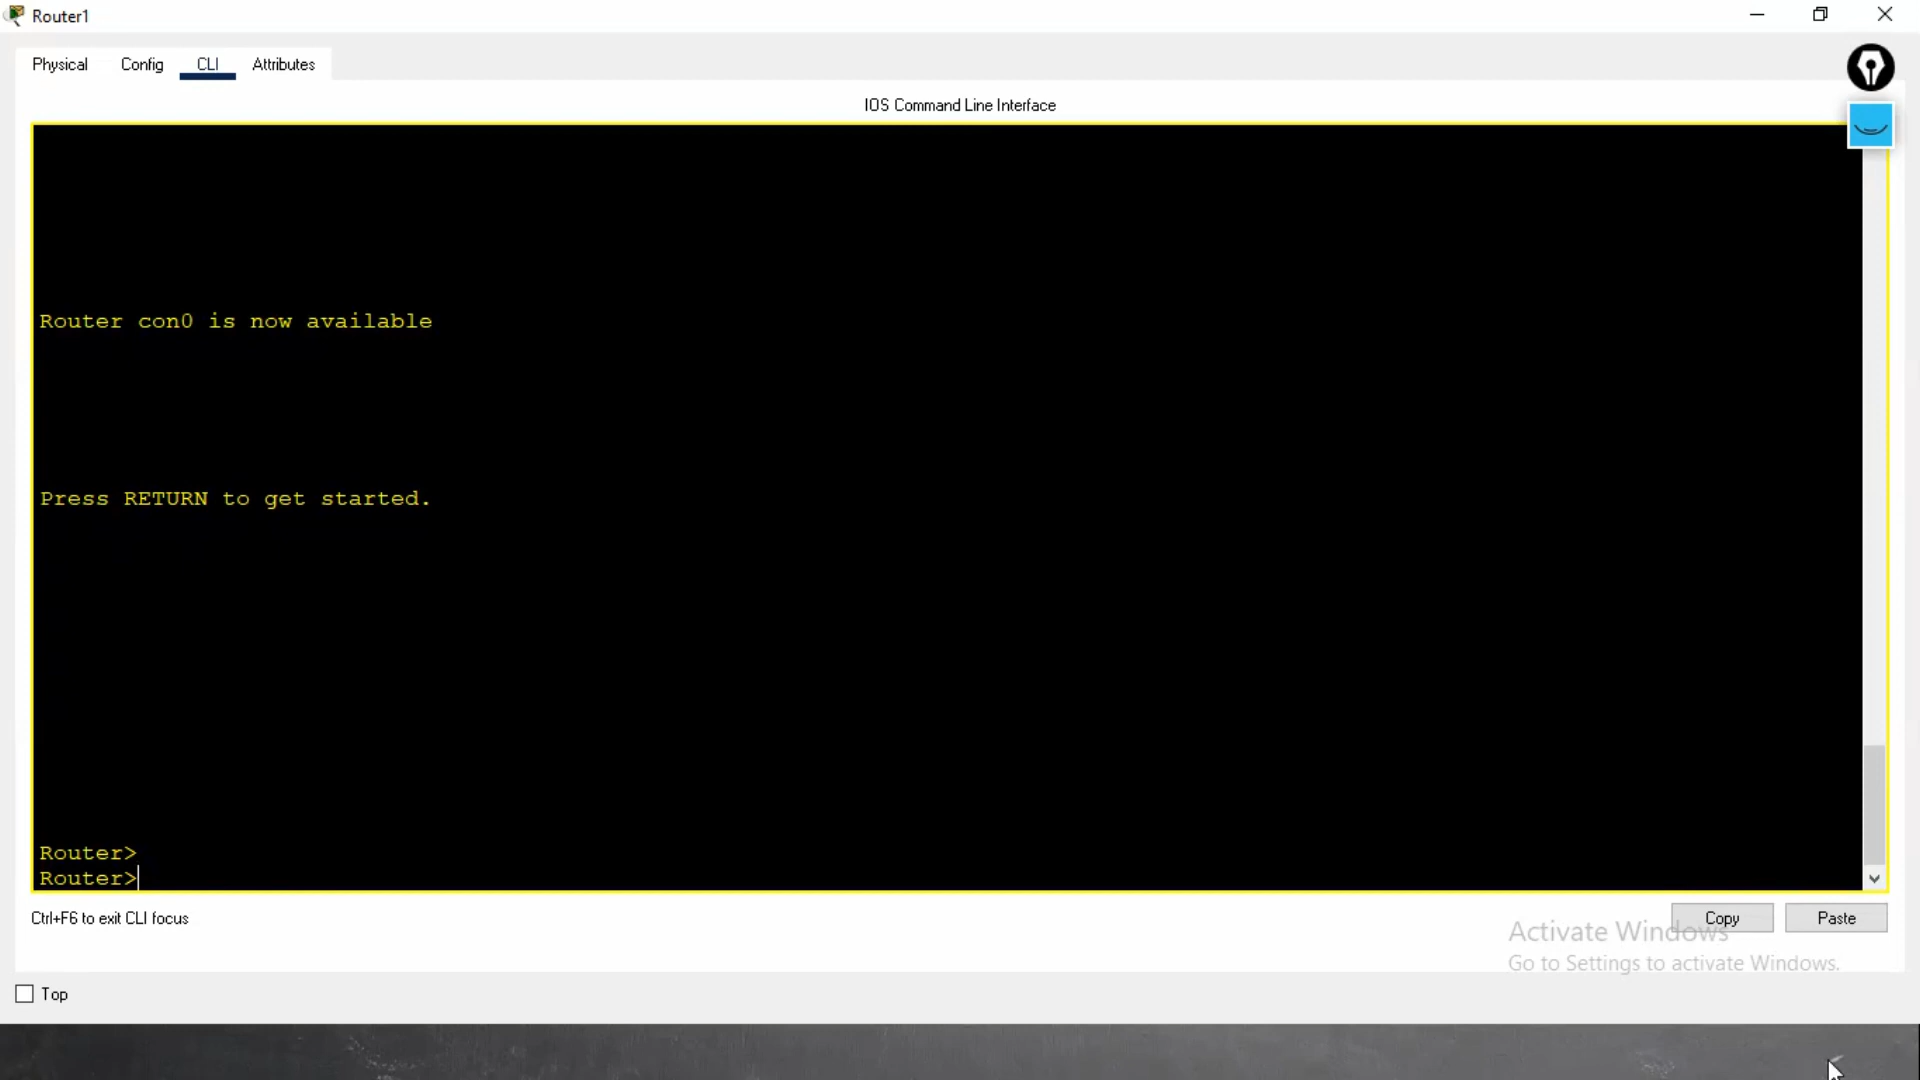 Router1
Physical Config CLI Attributes
IOS Command Line Interface
Router con0 is now available
Press RETURN to get started.
Router>
Router>
Ctrl+F6 to exit CLI focus
Copy Paste
Activate Windows
Go to Settings to activate Windows.
Top